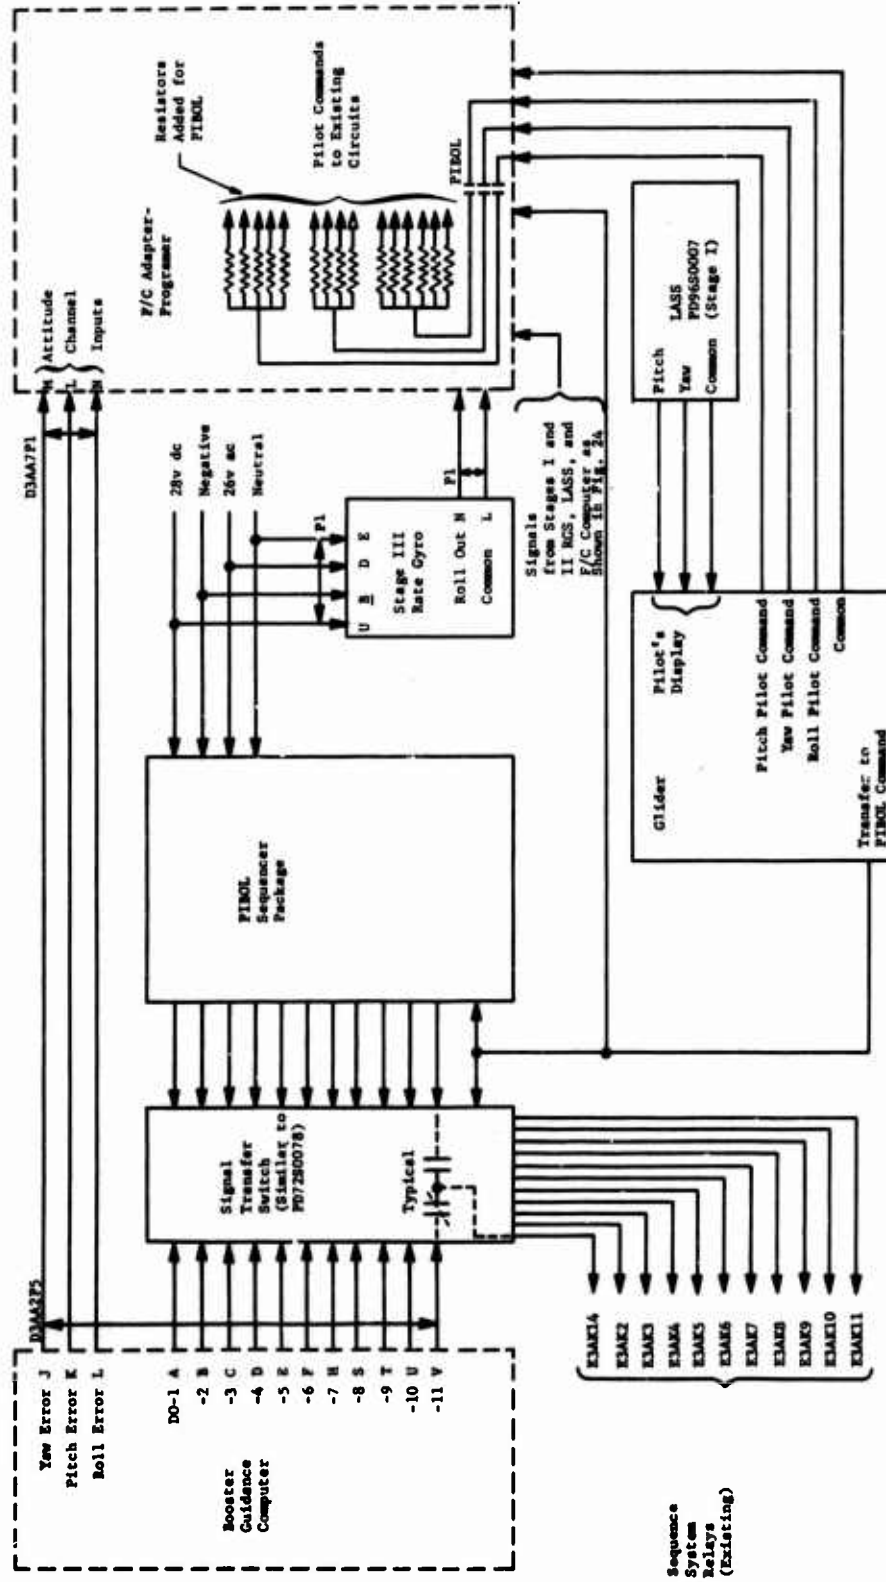 D3AA2P5
Yaw Error J
Pitch Error K
Roll Error L
Booster
Guidance
Computer
DO-1 A
-2 B
-3 C
-4 D
-5 E
-6 F
-7 H
-8 S
-9 T
-10 U
-11 V
Signal
Transfer
Switch
(Similar to
PD72S0078)
Typical
Sequence
System
Relays
(Existing)
K3AK14
K3AK2
K3AK3
K3AK4
K3AK5
K3AK6
K3AK7
K3AK8
K3AK9
K3AK10
K3AK11
PIBOL
Sequencer
Package
28v dc
Negative
26v ac
Neutral
P1
U B D E
Stage III
Rate Gyro
Roll Out N
Common L
P1
D3AA7P1
M Attitude
L Channel
N Inputs
F/C Adapter-
Programer
Resistors
Added for
PIBOL
Pilot Commands
to Existing
Circuits
PIBOL
Signals
from Stages I and
II RGS, LASS, and
F/C Computer as
Shown in Fig. 24
Glider
Pilot's
Display
Pitch Pilot Command
Yaw Pilot Command
Roll Pilot Command
Common
Transfer to
PIBOL Command
Pitch
Yaw
Common
LASS
PD96S0007
(Stage I)